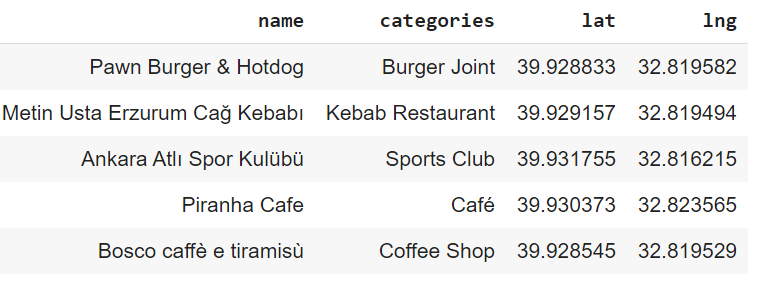 name categories lat lng
Pawn Burger & Hotdog Burger Joint 39.928833 32.819582
Metin Usta Erzurum Cağ Kebabı Kebab Restaurant 39.929157 32.819494
Ankara Atlı Spor Kulübü Sports Club 39.931755 32.816215
Piranha Cafe Café 39.930373 32.823565
Bosco caffè e tiramisù Coffee Shop 39.928545 32.819529